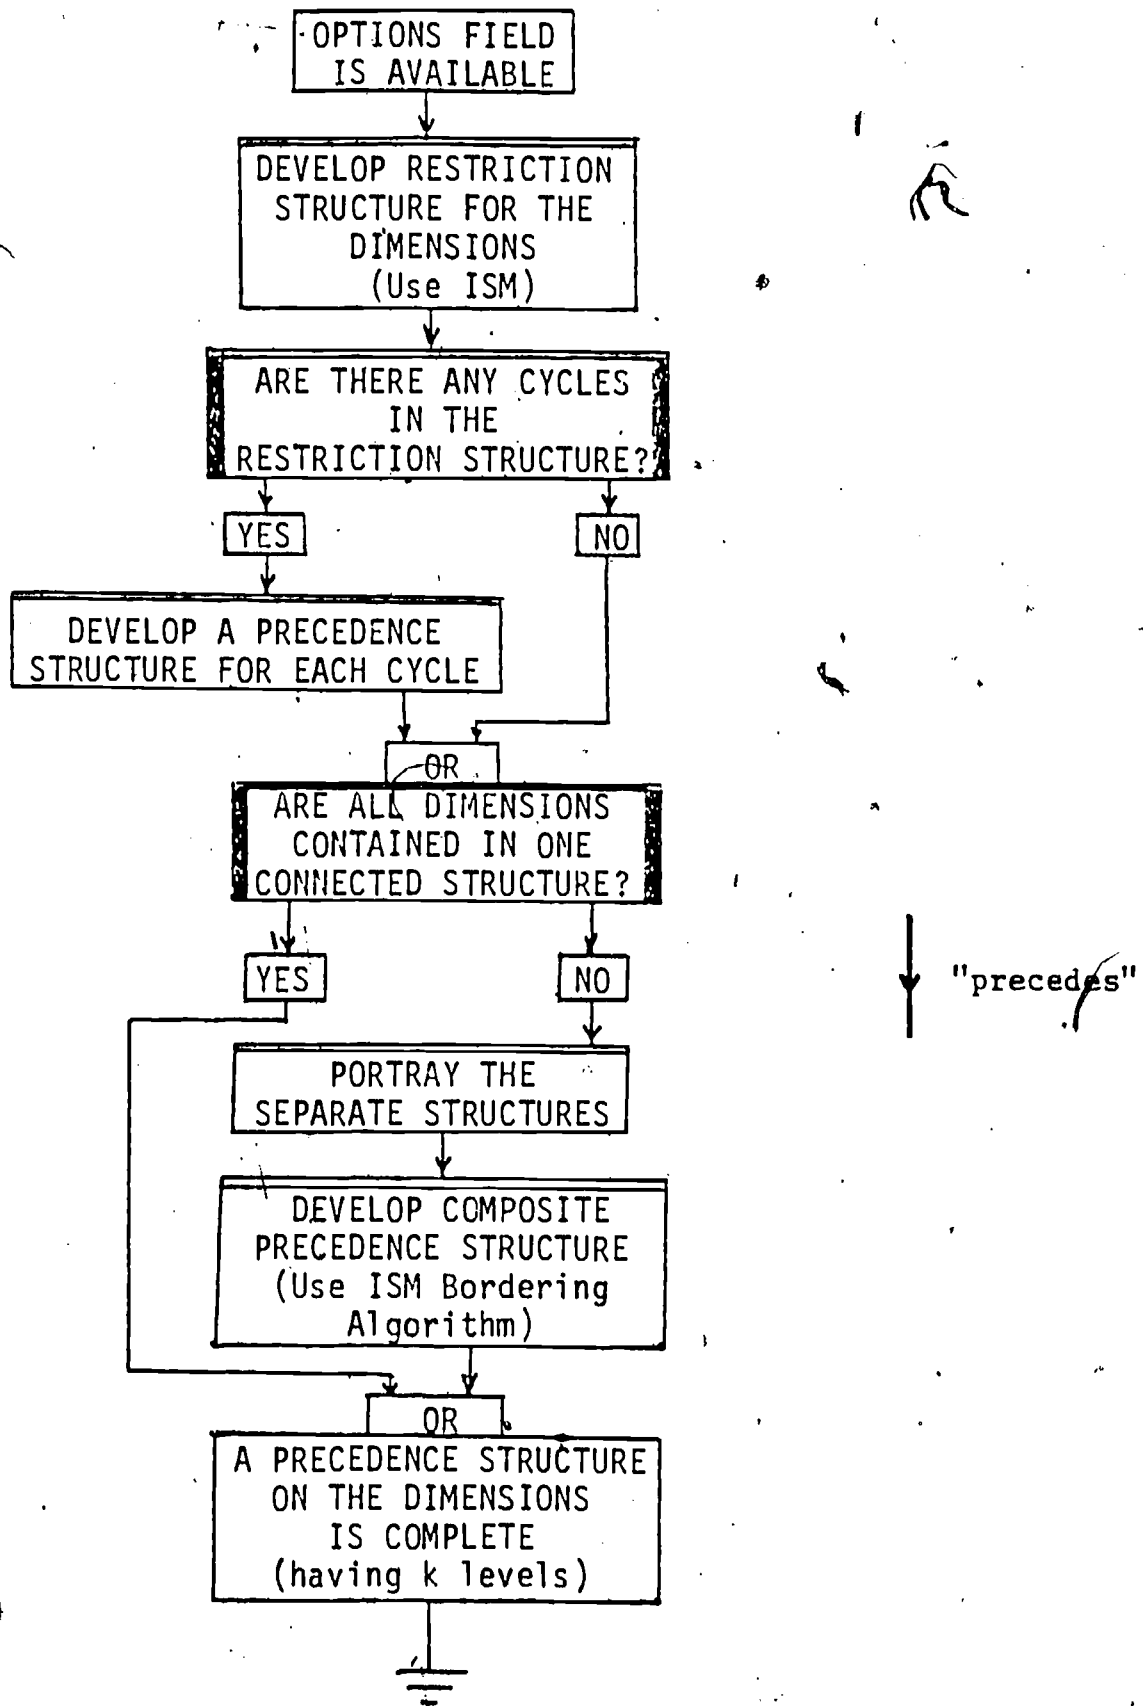 OPTIONS FIELD
IS AVAILABLE
DEVELOP RESTRICTION
STRUCTURE FOR THE
DIMENSIONS
(Use ISM)
ARE THERE ANY CYCLES
IN THE
RESTRICTION STRUCTURE?
YES
NO
DEVELOP A PRECEDENCE
STRUCTURE FOR EACH CYCLE
OR
ARE ALL DIMENSIONS
CONTAINED IN ONE
CONNECTED STRUCTURE?
YES
NO
"precedes"
PORTRAY THE
SEPARATE STRUCTURES
DEVELOP COMPOSITE
PRECEDENCE STRUCTURE
(Use ISM Bordering
Algorithm)
OR
A PRECEDENCE STRUCTURE
ON THE DIMENSIONS
IS COMPLETE
(having k levels)